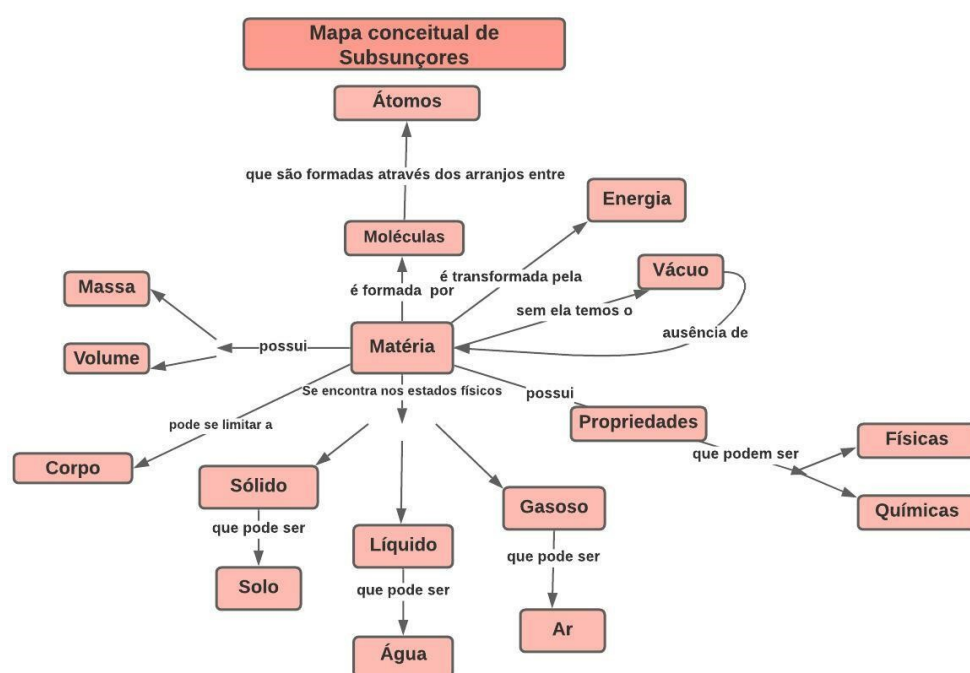 Mapa conceitual de
Subsunçores
Átomos
que são formadas através dos arranjos entre
Energia
Moléculas
é transformada pela
Vácuo
Massa
é formada por
sem ela temos o
ausência de
Matéria
possui
Volume
Se encontra nos estados físicos
possui
Propriedades
pode se limitar a
Físicas
que podem ser
Corpo
Sólido
Gasoso
Químicas
que pode ser
Líquido
que pode ser
Solo
que pode ser
Ar
Água